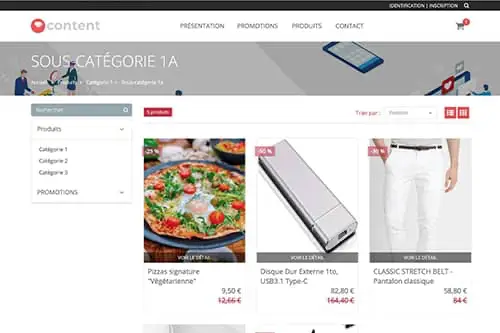 IDENTIFICATION | INSCRIPTION
content
PRÉSENTATION PROMOTIONS PRODUITS CONTACT
SOUS CATÉGORIE 1A
Accueil > Produits > Catégorie 1 > Sous-catégorie 1a
Rechercher
5 produits
Trier par :
Produits
Catégorie 1
Catégorie 2
Catégorie 3
PROMOTIONS
-25 %
-50 %
-30 %
VOIR LE DÉTAIL
VOIR LE DÉTAIL
VOIR LE DÉTAIL
Pizzas signature
"Végétarienne"
9,50 €
12,66 €
Disque Dur Externe 1to,
USB3.1 Type-C
82,80 €
164,40 €
CLASSIC STRETCH BELT -
Pantalon classique
58,80 €
84 €